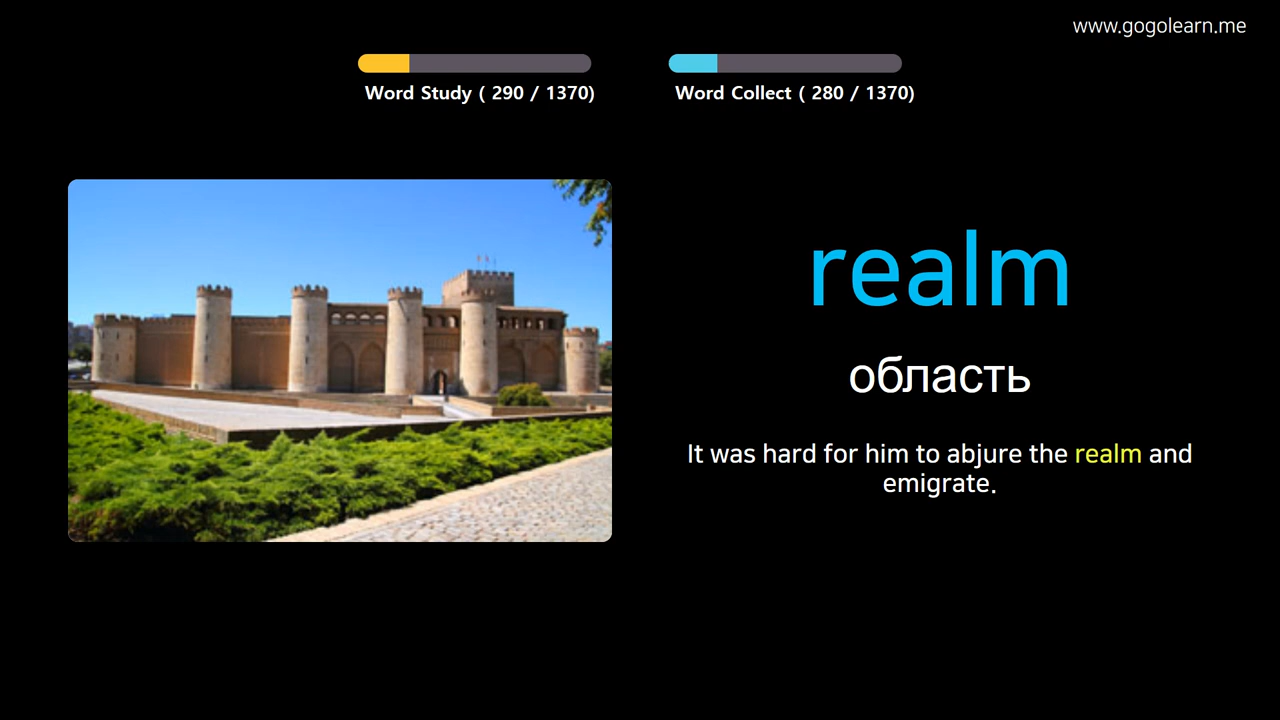 www.gogolearn.me
Word Study ( 290 / 1370)
Word Collect ( 280 / 1370)
realm
область
It was hard for him to abjure the realm and
emigrate.